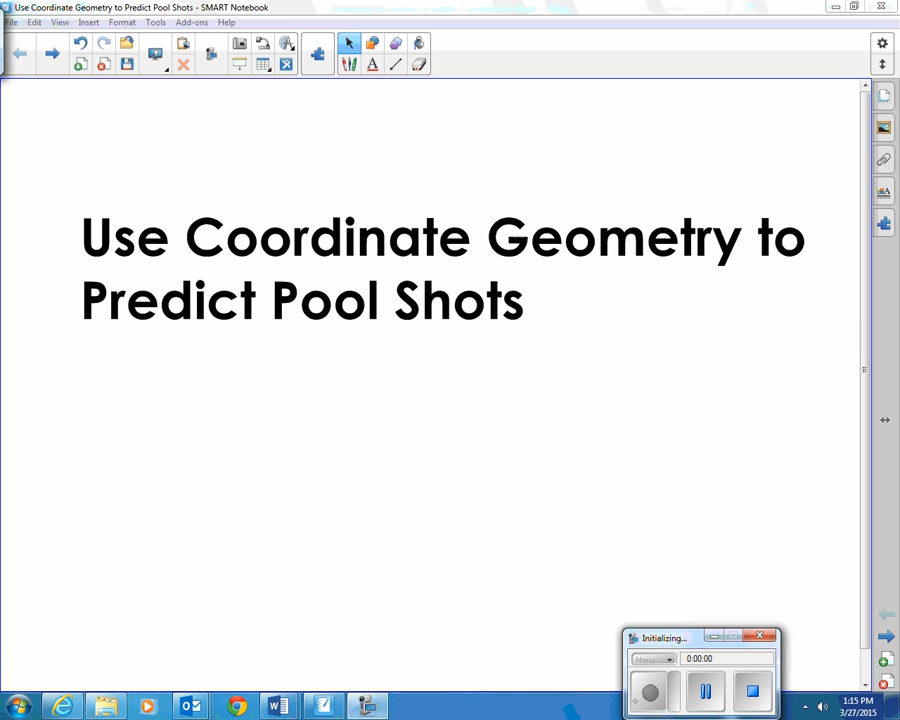 Use Coordinate Geometry to Predict Pool Shots - SMART Notebook
File Edit View Insert Format Tools Add-ons Help
Use Coordinate Geometry to
Predict Pool Shots
Initializing...
Menu 0:00:00
1:15 PM
3/27/2015